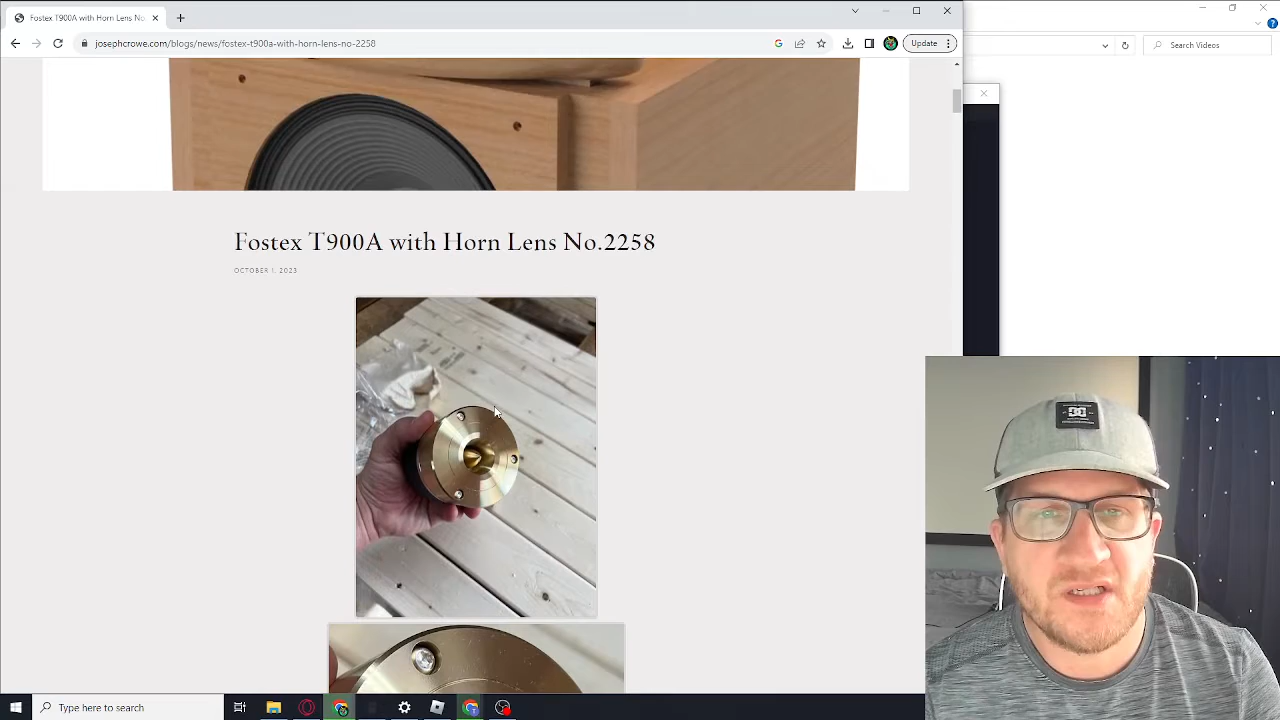 Fostex T900A with Horn Lens No.
josephcrowe.com/blogs/news/fostex-t900a-with-horn-lens-no-2258
Update
Search Videos
Fostex T900A with Horn Lens No.2258
OCTOBER 1, 2023
DC
Type here to search